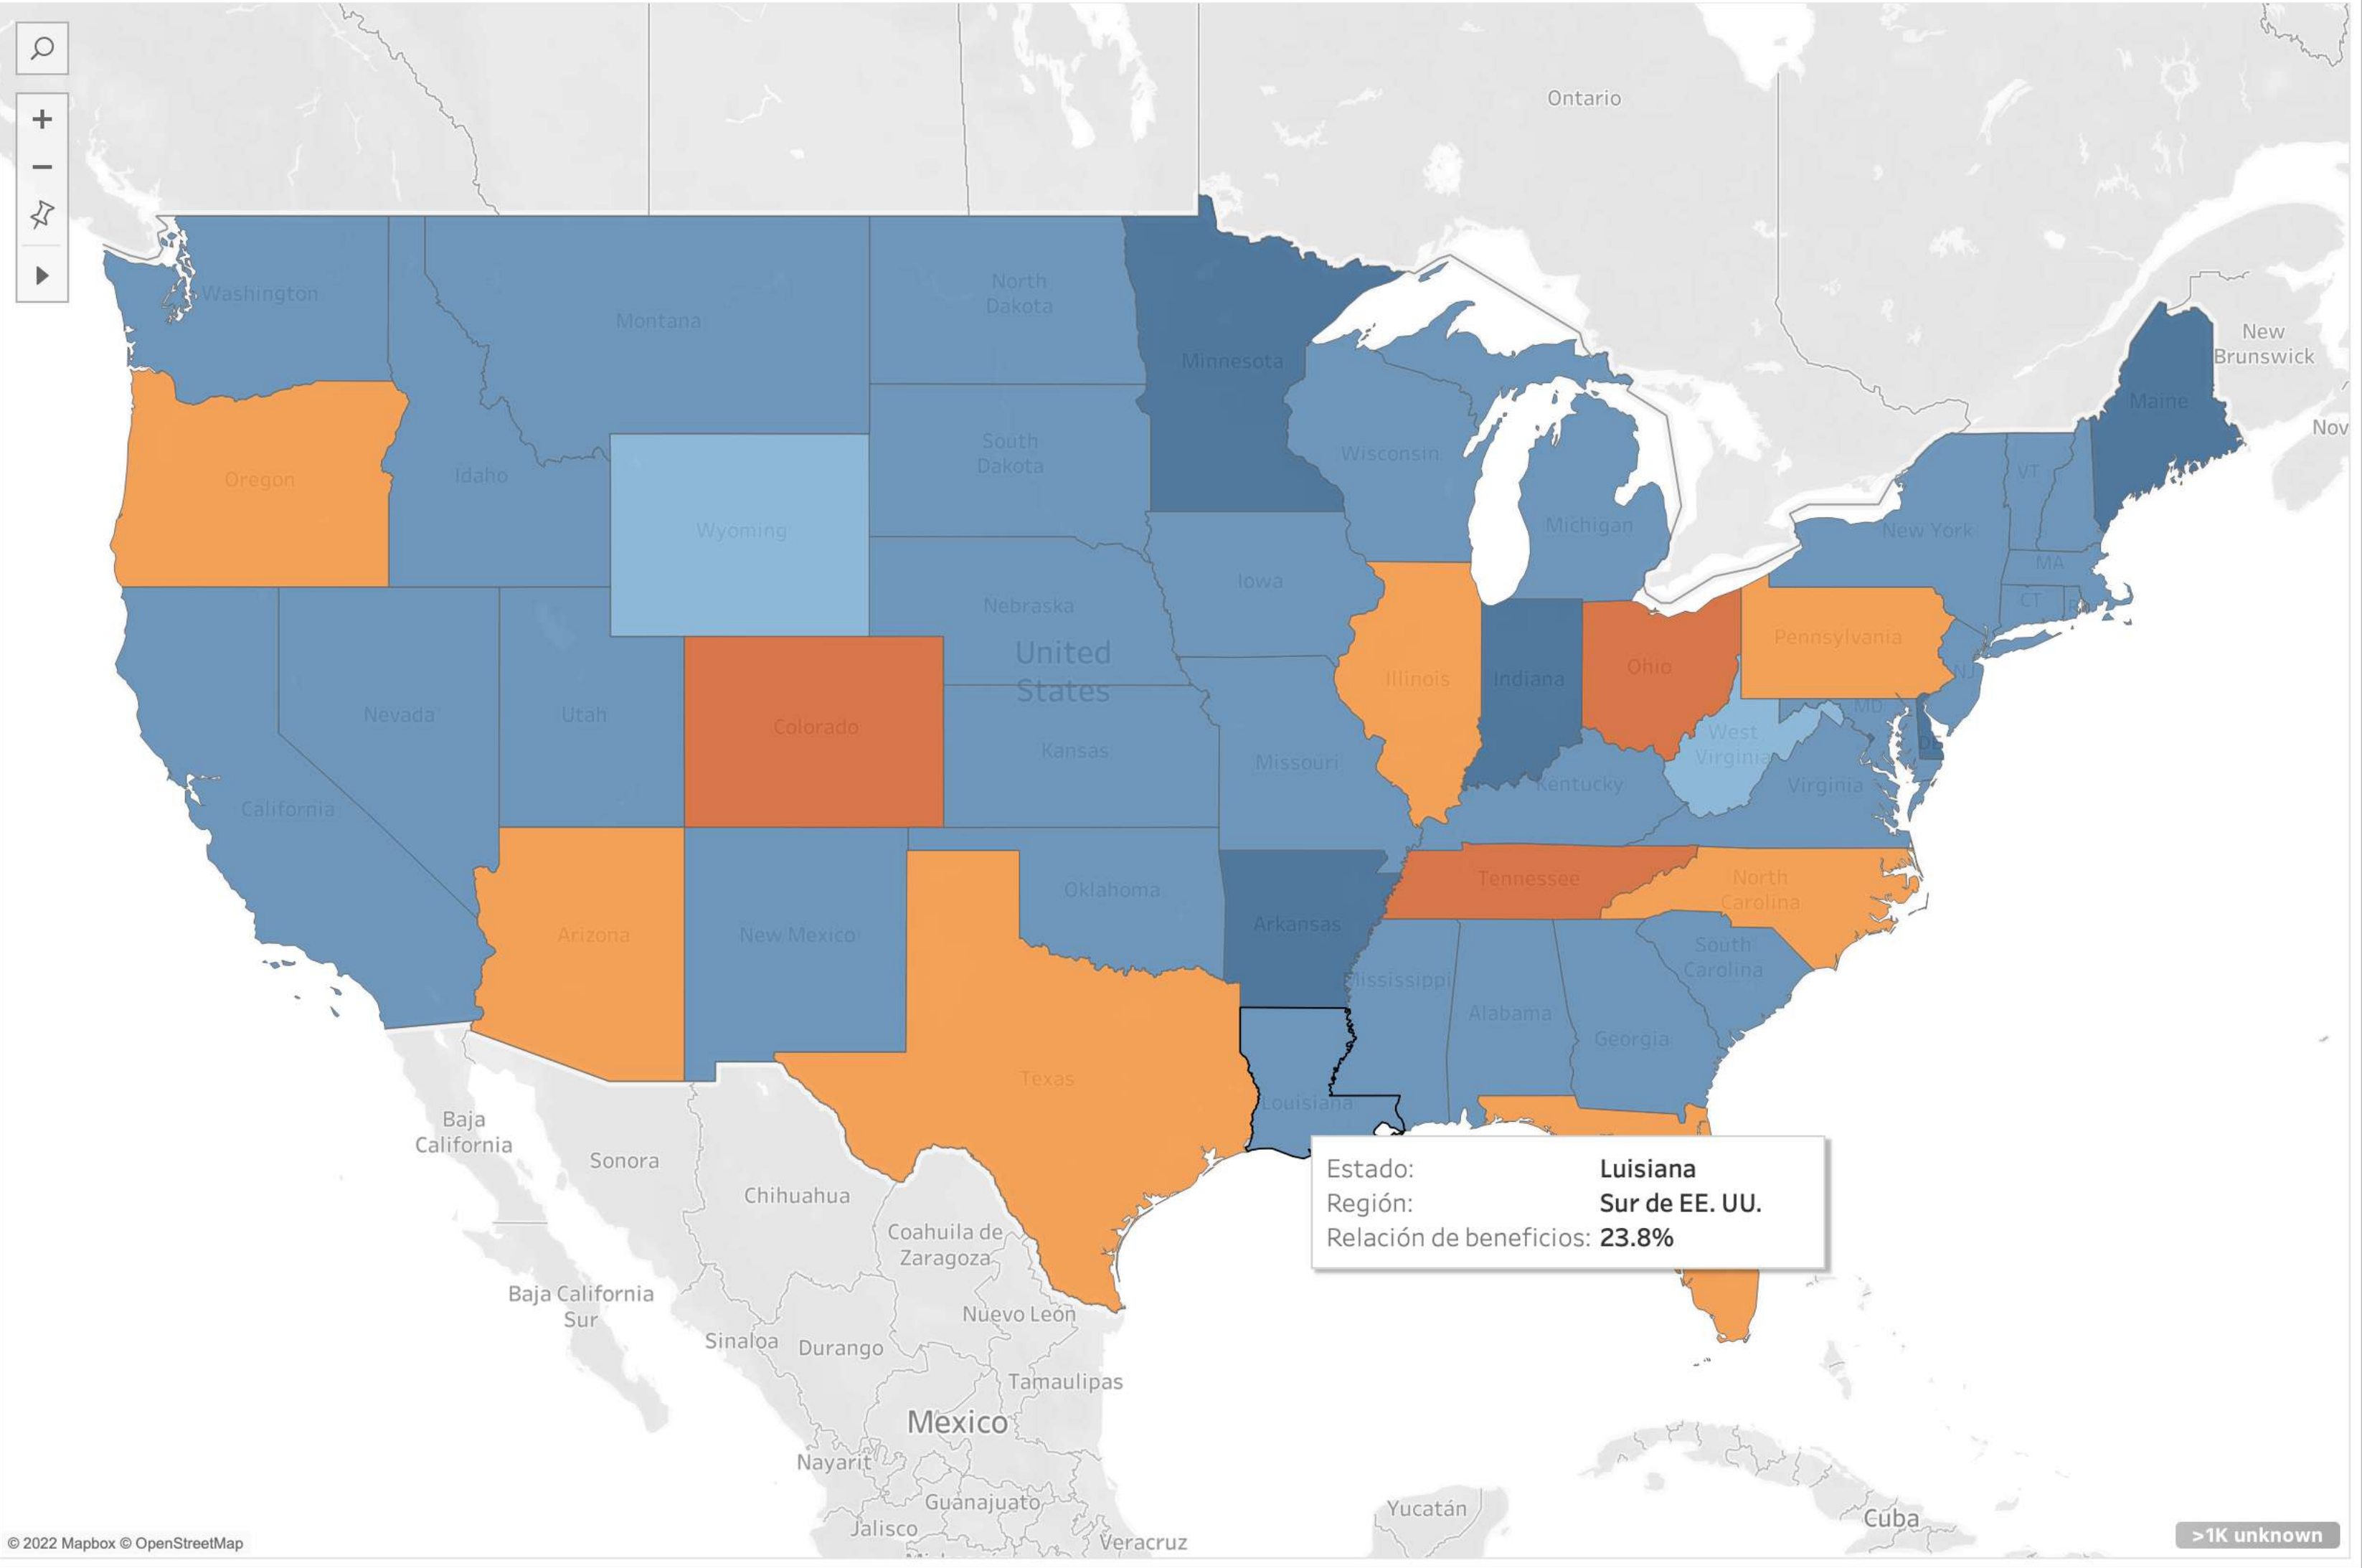 Ontario
New
Brunswick
Nov
Washington
Montana
North
Dakota
Minnesota
Maine
Oregon
Idaho
Wyoming
South
Dakota
Wisconsin
Michigan
New York
VT
MA
CT
Iowa
Nebraska
United
States
Nevada
Utah
Colorado
Kansas
Missouri
Illinois
Indiana
Ohio
Pennsylvania
NJ
MD
DE
West
Virginia
Virginia
Kentucky
California
Arizona
New Mexico
Oklahoma
Arkansas
Tennessee
North
Carolina
South
Carolina
Mississippi
Alabama
Georgia
Texas
Louisiana
Estado: Luisiana
Región: Sur de EE. UU.
Relación de beneficios: 23.8%
Baja
California
Sonora
Chihuahua
Coahuila de
Zaragoza
Baja California
Sur
Nuevo León
Sinaloa
Durango
Tamaulipas
Mexico
Nayarit
Guanajuato
Jalisco
Veracruz
Yucatán
Cuba
© 2022 Mapbox © OpenStreetMap
>1K unknown